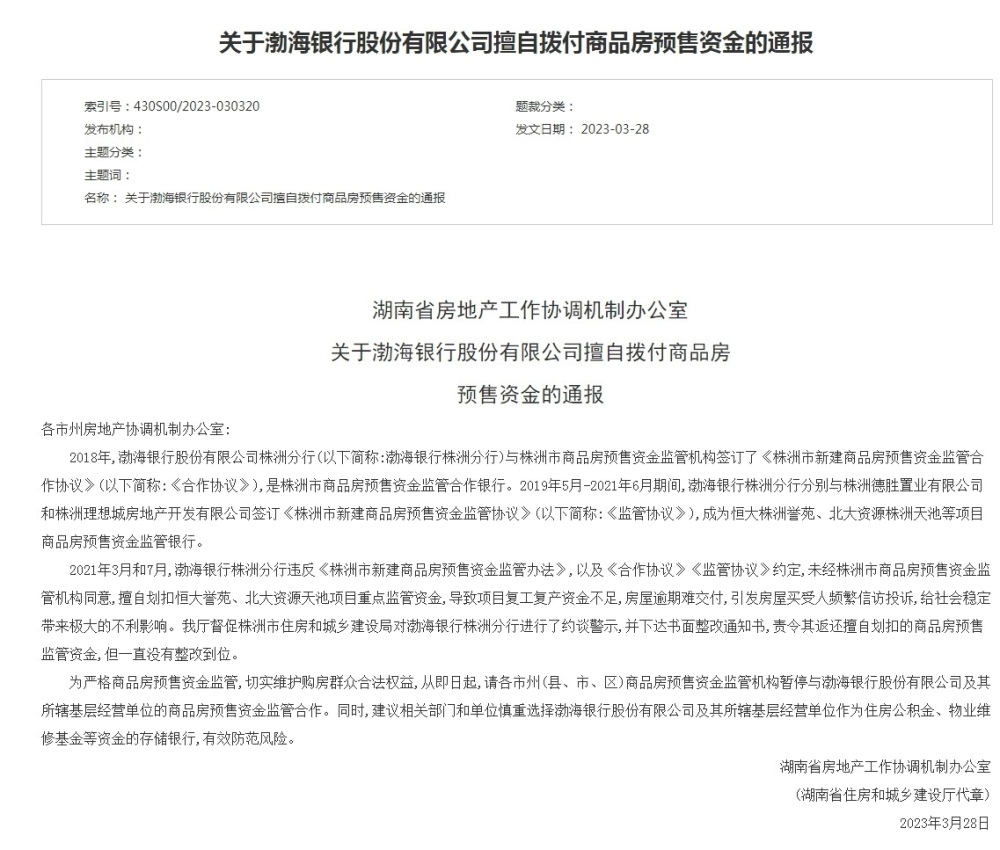 关于渤海银行股份有限公司擅自拨付商品房预售资金的通报
索引号：430S00/2023-030320
题裁分类：
发布机构：
发文日期： 2023-03-28
主题分类：
主题词：
名称： 关于渤海银行股份有限公司擅自拨付商品房预售资金的通报
湖南省房地产工作协调机制办公室
关于渤海银行股份有限公司擅自拨付商品房
预售资金的通报
各市州房地产协调机制办公室:
2018年,渤海银行股份有限公司株洲分行(以下简称:渤海银行株洲分行)与株洲市商品房预售资金监管机构签订了《株洲市新建商品房预售资金监管合
作协议》(以下简称:《合作协议》),是株洲市商品房预售资金监管合作银行。2019年5月-2021年6月期间,渤海银行株洲分行分别与株洲德胜置业有限公司
和株洲理想城房地产开发有限公司签订《株洲市新建商品房预售资金监管协议》(以下简称:《监管协议》),成为恒大株洲誉苑、北大资源株洲天池等项目
商品房预售资金监管银行。
2021年3月和7月,渤海银行株洲分行违反《株洲市新建商品房预售资金监管办法》,以及《合作协议》《监管协议》约定,未经株洲市商品房预售资金监
管机构同意,擅自划扣恒大誉苑、北大资源天池项目重点监管资金,导致项目复工复产资金不足,房屋逾期难交付,引发房屋买受人频繁信访投诉,给社会稳定
带来极大的不利影响。我厅督促株洲市住房和城乡建设局对渤海银行株洲分行进行了约谈警示,并下达书面整改通知书,责令其返还擅自划扣的商品房预售
监管资金,但一直没有整改到位。
为严格商品房预售资金监管,切实维护购房群众合法权益,从即日起,请各市州(县、市、区)商品房预售资金监管机构暂停与渤海银行股份有限公司及其
所辖基层经营单位的商品房预售资金监管合作。同时,建议相关部门和单位慎重选择渤海银行股份有限公司及其所辖基层经营单位作为住房公积金、物业维
修基金等资金的存储银行,有效防范风险。
湖南省房地产工作协调机制办公室
(湖南省住房和城乡建设厅代章)
2023年3月28日